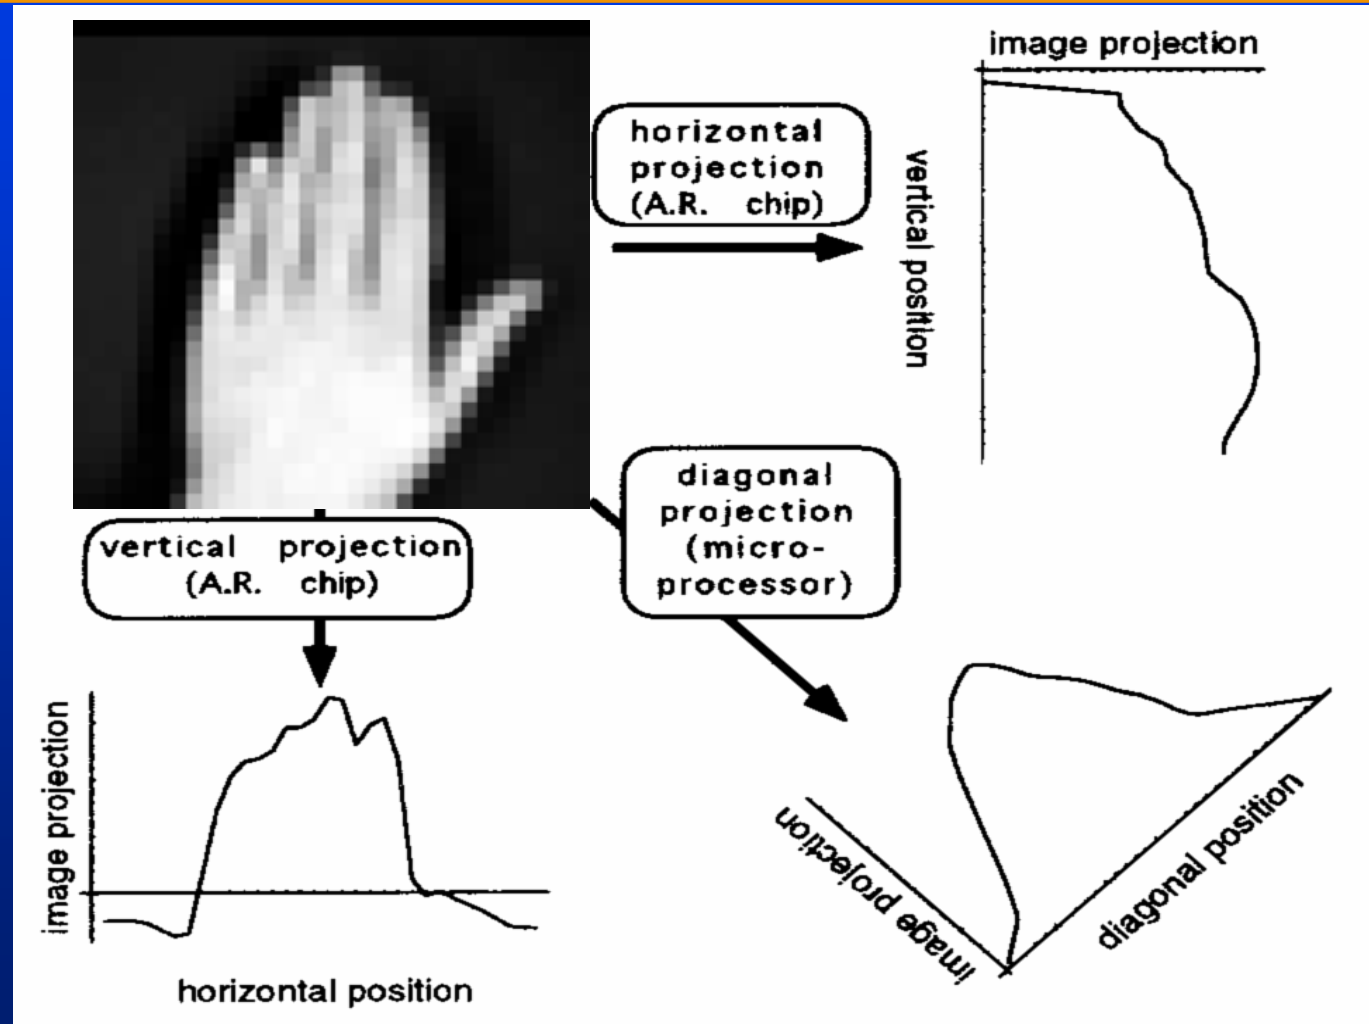 image projection
horizontal
projection
(A.R. chip)
vertical position
diagonal
projection
(micro-
processor)
vertical projection
(A.R. chip)
image projection
horizontal position
image projection
diagonal position